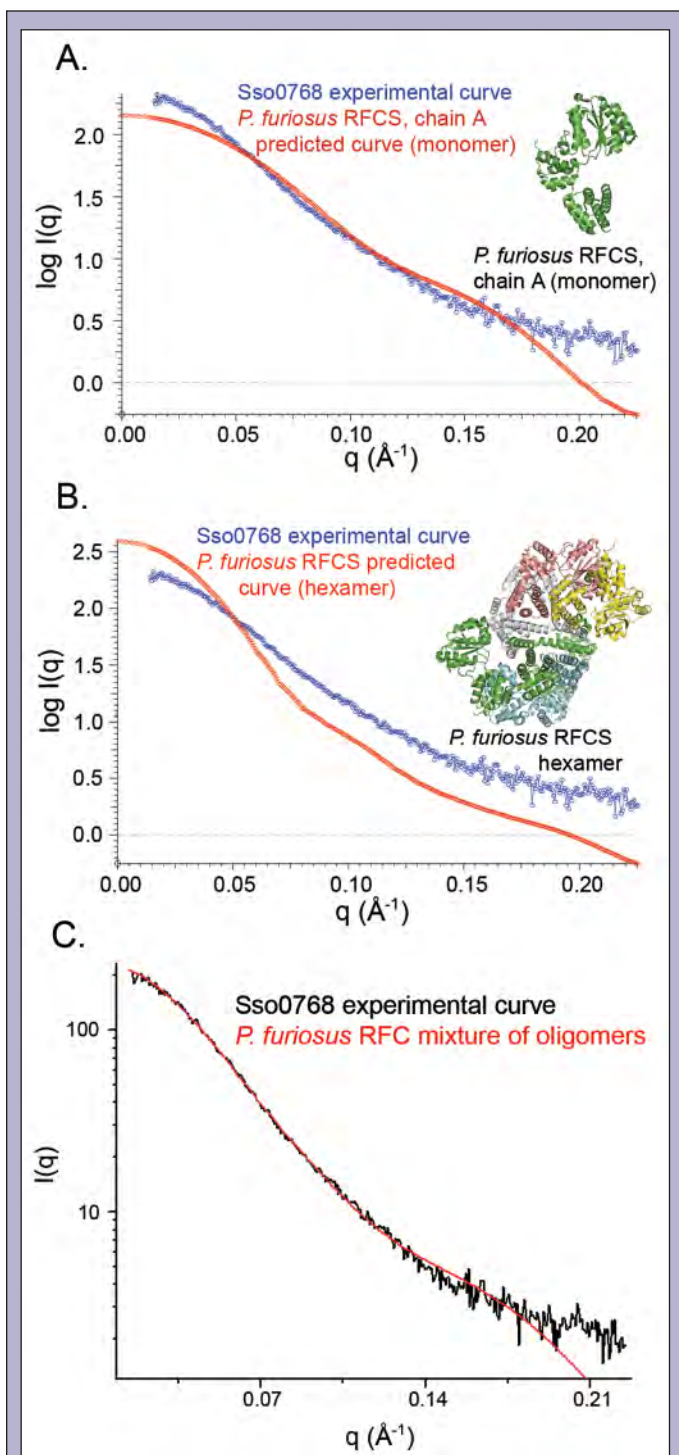 A.
Sso0768 experimental curve
P. furiosus RFCS, chain A
predicted curve (monomer)
2.0
1.5
1.0
0.5
0.0
log I(q)
P. furiosus RFCS,
chain A (monomer)
0.00 0.05 0.10 0.15 0.20
q (Å-1)
B.
Sso0768 experimental curve
P. furiosus RFCS predicted
curve (hexamer)
2.5
2.0
1.5
1.0
0.5
0.0
log I(q)
P. furiosus RFCS
hexamer
0.00 0.05 0.10 0.15 0.20
q (Å-1)
C.
Sso0768 experimental curve
P. furiosus RFC mixture of oligomers
100
10
I(q)
0.07 0.14 0.21
q (Å-1)